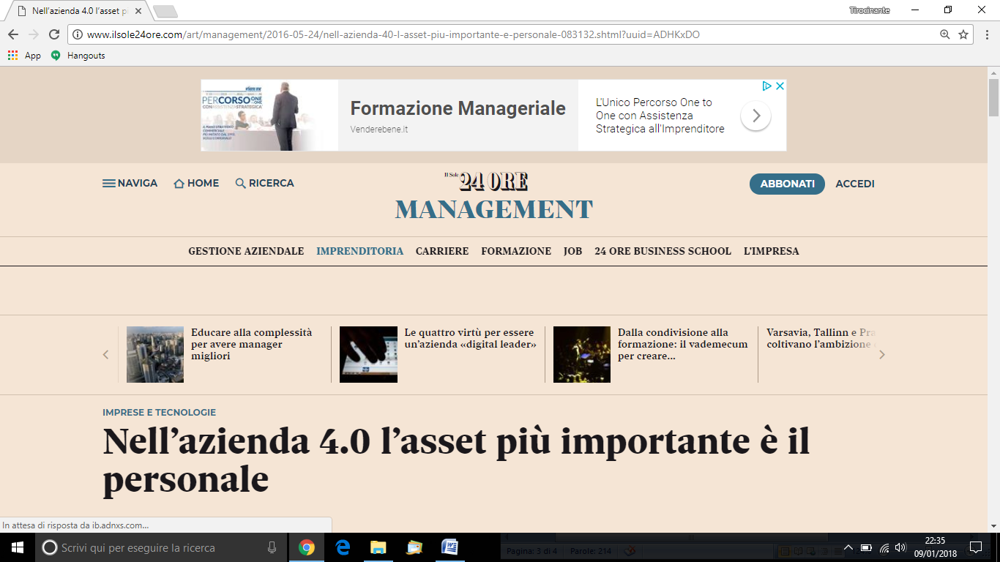 Nell'azienda 4.0 l'asset p
Tirocinante
www.ilsole24ore.com/art/management/2016-05-24/nell-azienda-40-l-asset-piu-importante-e-personale-083132.shtml?uuid=ADHKxDO
App Hangouts
PERCORSO ONE ONE
CON ASSISTENZA STRATEGICA
Formazione Manageriale
Venderebene.it
L'Unico Percorso One to
One con Assistenza
Strategica all'Imprenditore
NAVIGA HOME RICERCA
Il Sole 24 ORE
ABBONATI ACCEDI
MANAGEMENT
GESTIONE AZIENDALE IMPRENDITORIA CARRIERE FORMAZIONE JOB 24 ORE BUSINESS SCHOOL L'IMPRESA
Educare alla complessità
per avere manager
migliori
Le quattro virtù per essere
un'azienda «digital leader»
Dalla condivisione alla
formazione: il vademecum
per creare...
Varsavia, Tallinn e Pra
coltivano l'ambizione
IMPRESE E TECNOLOGIE
Nell'azienda 4.0 l'asset più importante è il
personale
In attesa di risposta da ib.adnxs.com...
Scrivi qui per eseguire la ricerca
Pagina: 3 di 4 Parole: 214
22:35
09/01/2018